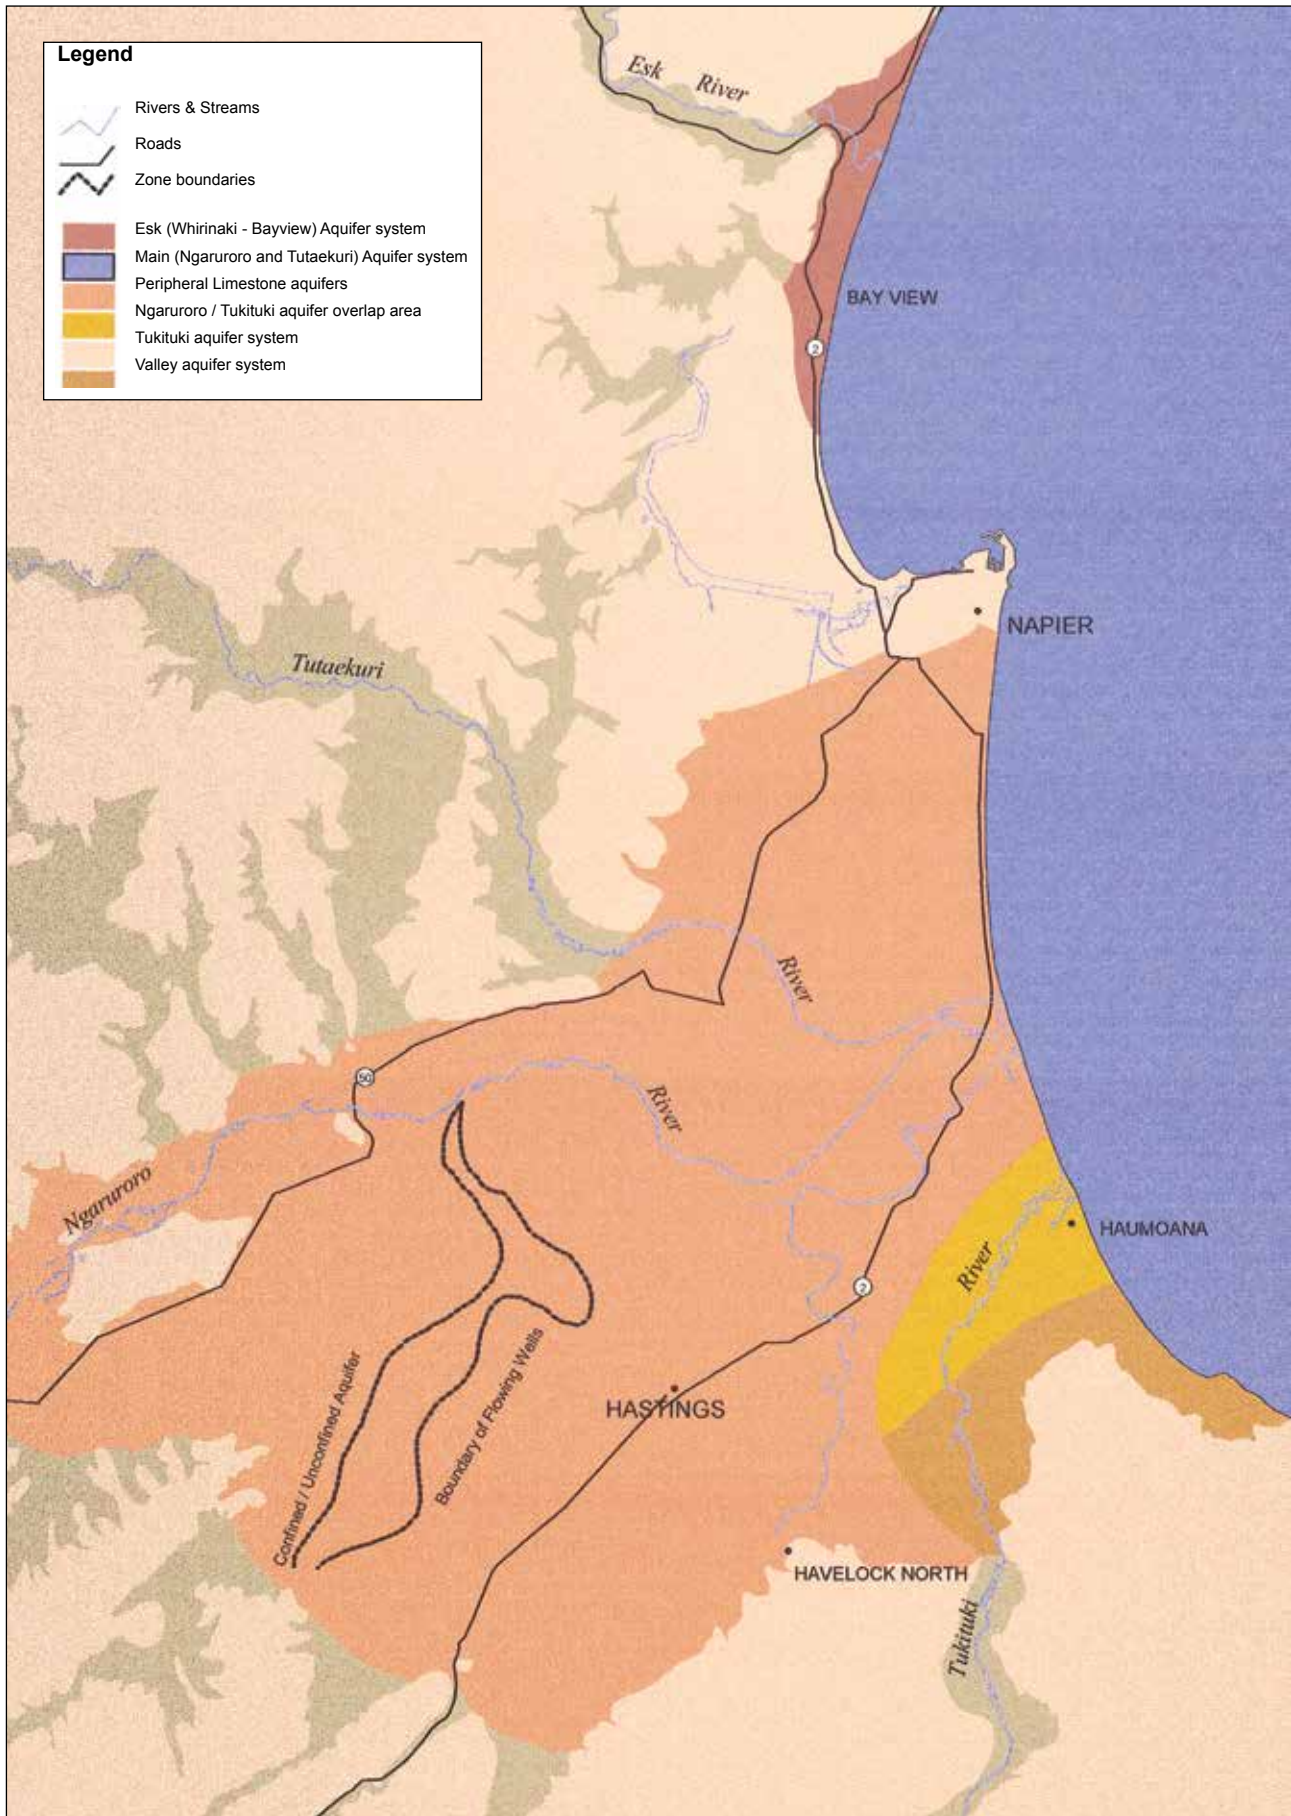 Legend
Rivers & Streams
Roads
Zone boundaries
Esk (Whirinaki - Bayview) Aquifer system
Main (Ngaruroro and Tutaekuri) Aquifer system
Peripheral Limestone aquifers
Ngaruroro / Tukituki aquifer overlap area
Tukituki aquifer system
Valley aquifer system
Esk River
BAY VIEW
2
NAPIER
Tutaekuri
River
50
River
Ngaruroro
HAUMOANA
River
2
Confined / Unconfined Aquifer
Boundary of Flowing Wells
HASTINGS
HAVELOCK NORTH
Tukituki